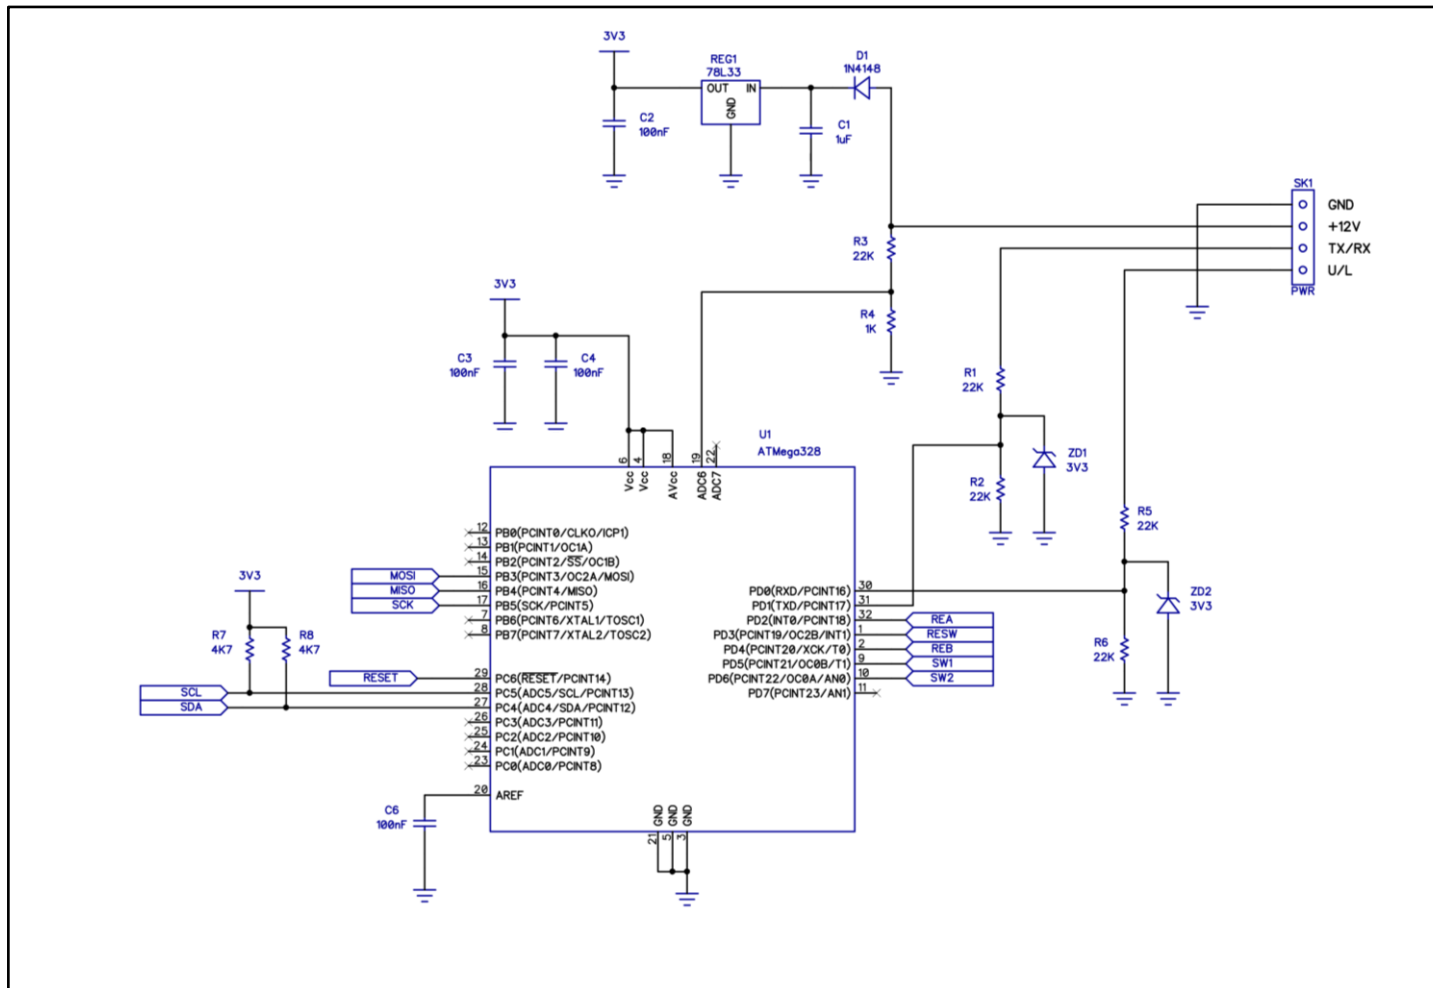 3V3
REG1
78L33
OUT IN
GND
D1
1N4148
C2
100nF
C1
1uF
SK1
GND
+12V
TX/RX
U/L
PWR
R3
22K
R4
1K
3V3
C3
100nF
C4
100nF
R1
22K
R2
22K
ZD1
3V3
R5
22K
R6
22K
ZD2
3V3
U1
ATMega328
6 4 18 19 22
Vcc Vcc AVcc ADC6 ADC7
12 PB0(PCINT0/CLKO/ICP1)
13 PB1(PCINT1/OC1A)
14 PB2(PCINT2/SS/OC1B)
MOSI 15 PB3(PCINT3/OC2A/MOSI)
MISO 16 PB4(PCINT4/MISO)
SCK 17 PB5(SCK/PCINT5)
7 PB6(PCINT6/XTAL1/TOSC1)
8 PB7(PCINT7/XTAL2/TOSC2)
PD0(RXD/PCINT16) 30
PD1(TXD/PCINT17) 31
PD2(INT0/PCINT18) 32 REA
PD3(PCINT19/OC2B/INT1) 1 RESW
PD4(PCINT20/XCK/T0) 2 REB
PD5(PCINT21/OC0B/T1) 9 SW1
PD6(PCINT22/OC0A/AN0) 10 SW2
PD7(PCINT23/AN1) 11
3V3
R7
4K7
R8
4K7
RESET 29 PC6(RESET/PCINT14)
SCL 28 PC5(ADC5/SCL/PCINT13)
SDA 27 PC4(ADC4/SDA/PCINT12)
26 PC3(ADC3/PCINT11)
25 PC2(ADC2/PCINT10)
24 PC1(ADC1/PCINT9)
23 PC0(ADC0/PCINT8)
20 AREF
C6
100nF
GND GND GND
21 5 3